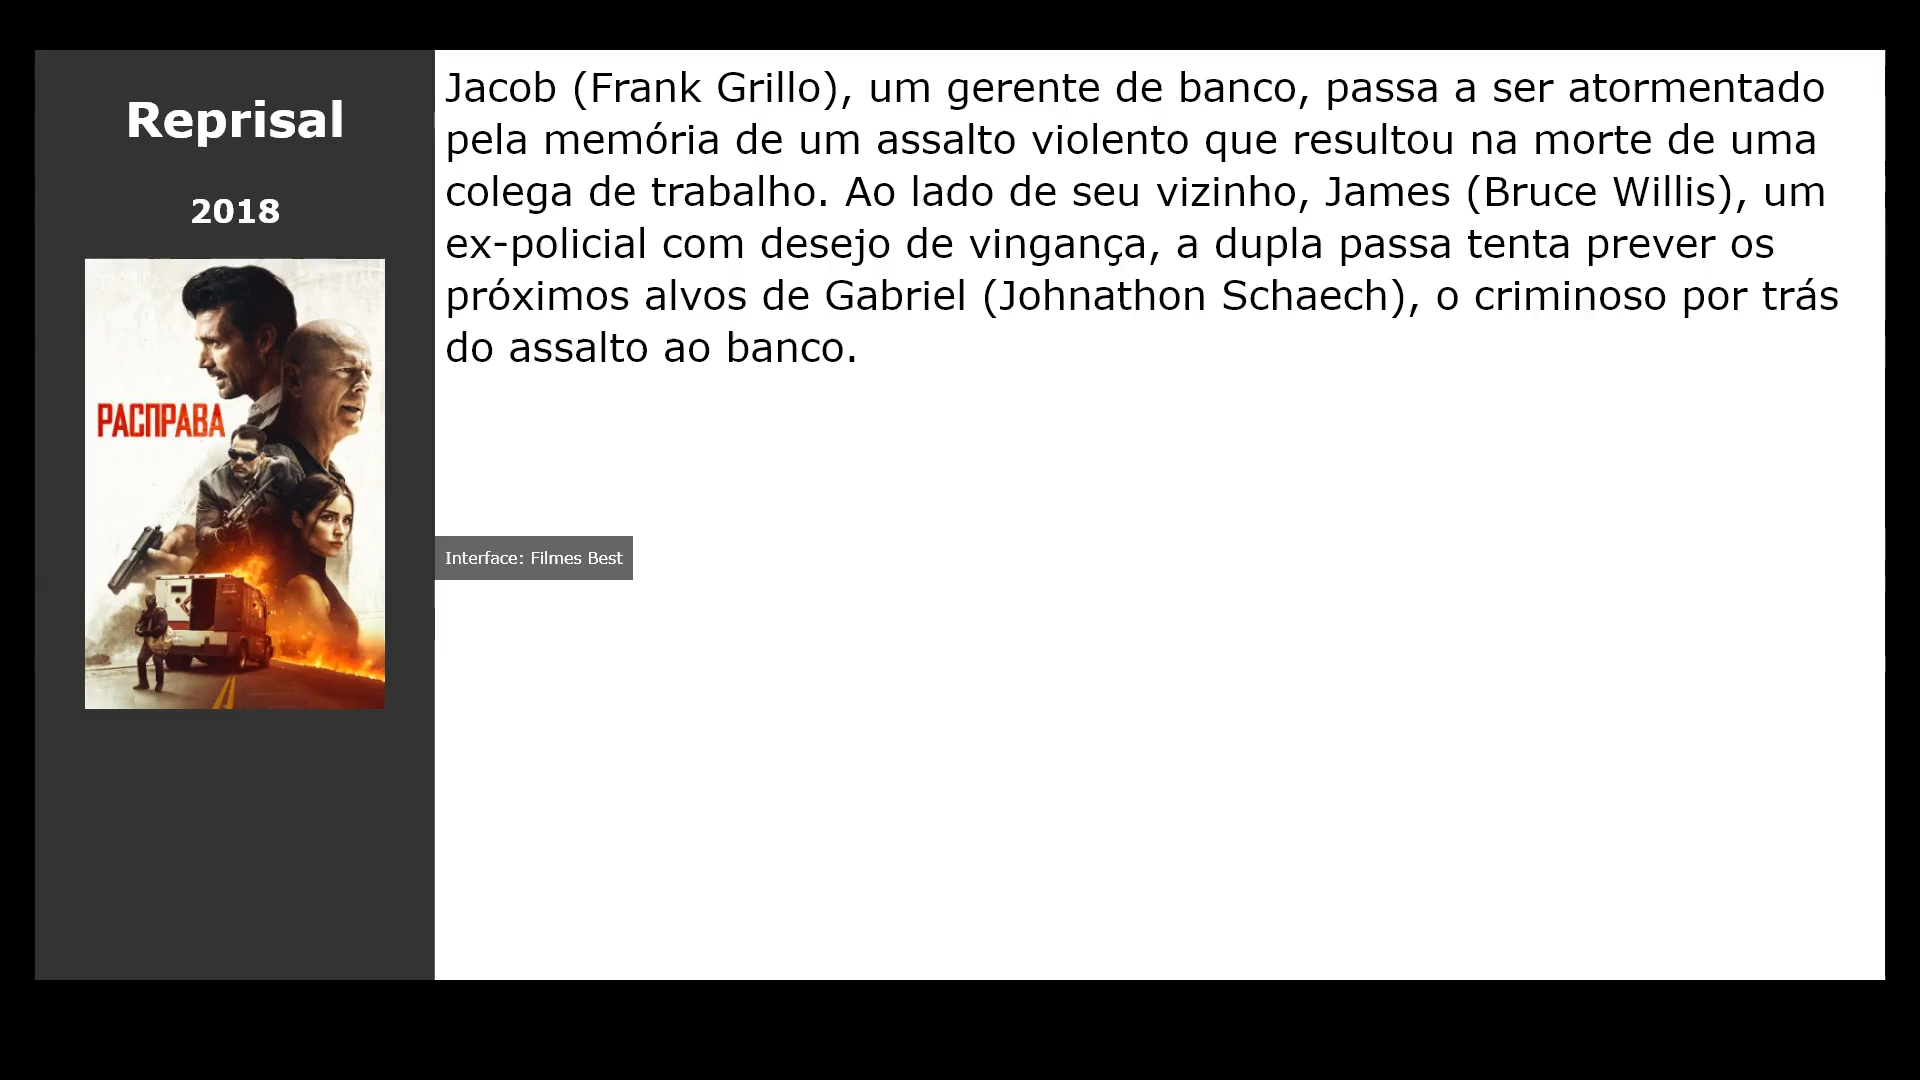 Reprisal
2018
РАСПРАВА
Jacob (Frank Grillo), um gerente de banco, passa a ser atormentado
pela memória de um assalto violento que resultou na morte de uma
colega de trabalho. Ao lado de seu vizinho, James (Bruce Willis), um
ex-policial com desejo de vingança, a dupla passa tenta prever os
próximos alvos de Gabriel (Johnathon Schaech), o criminoso por trás
do assalto ao banco.
Interface: Filmes Best